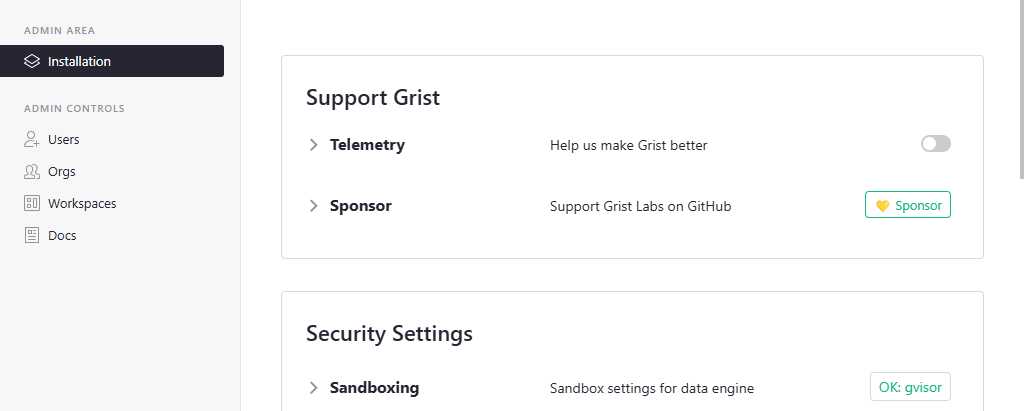 ADMIN AREA
Installation
ADMIN CONTROLS
Users
Orgs
Workspaces
Docs
Support Grist
Telemetry Help us make Grist better
Sponsor Support Grist Labs on GitHub 💛 Sponsor
Security Settings
Sandboxing Sandbox settings for data engine OK: gvisor